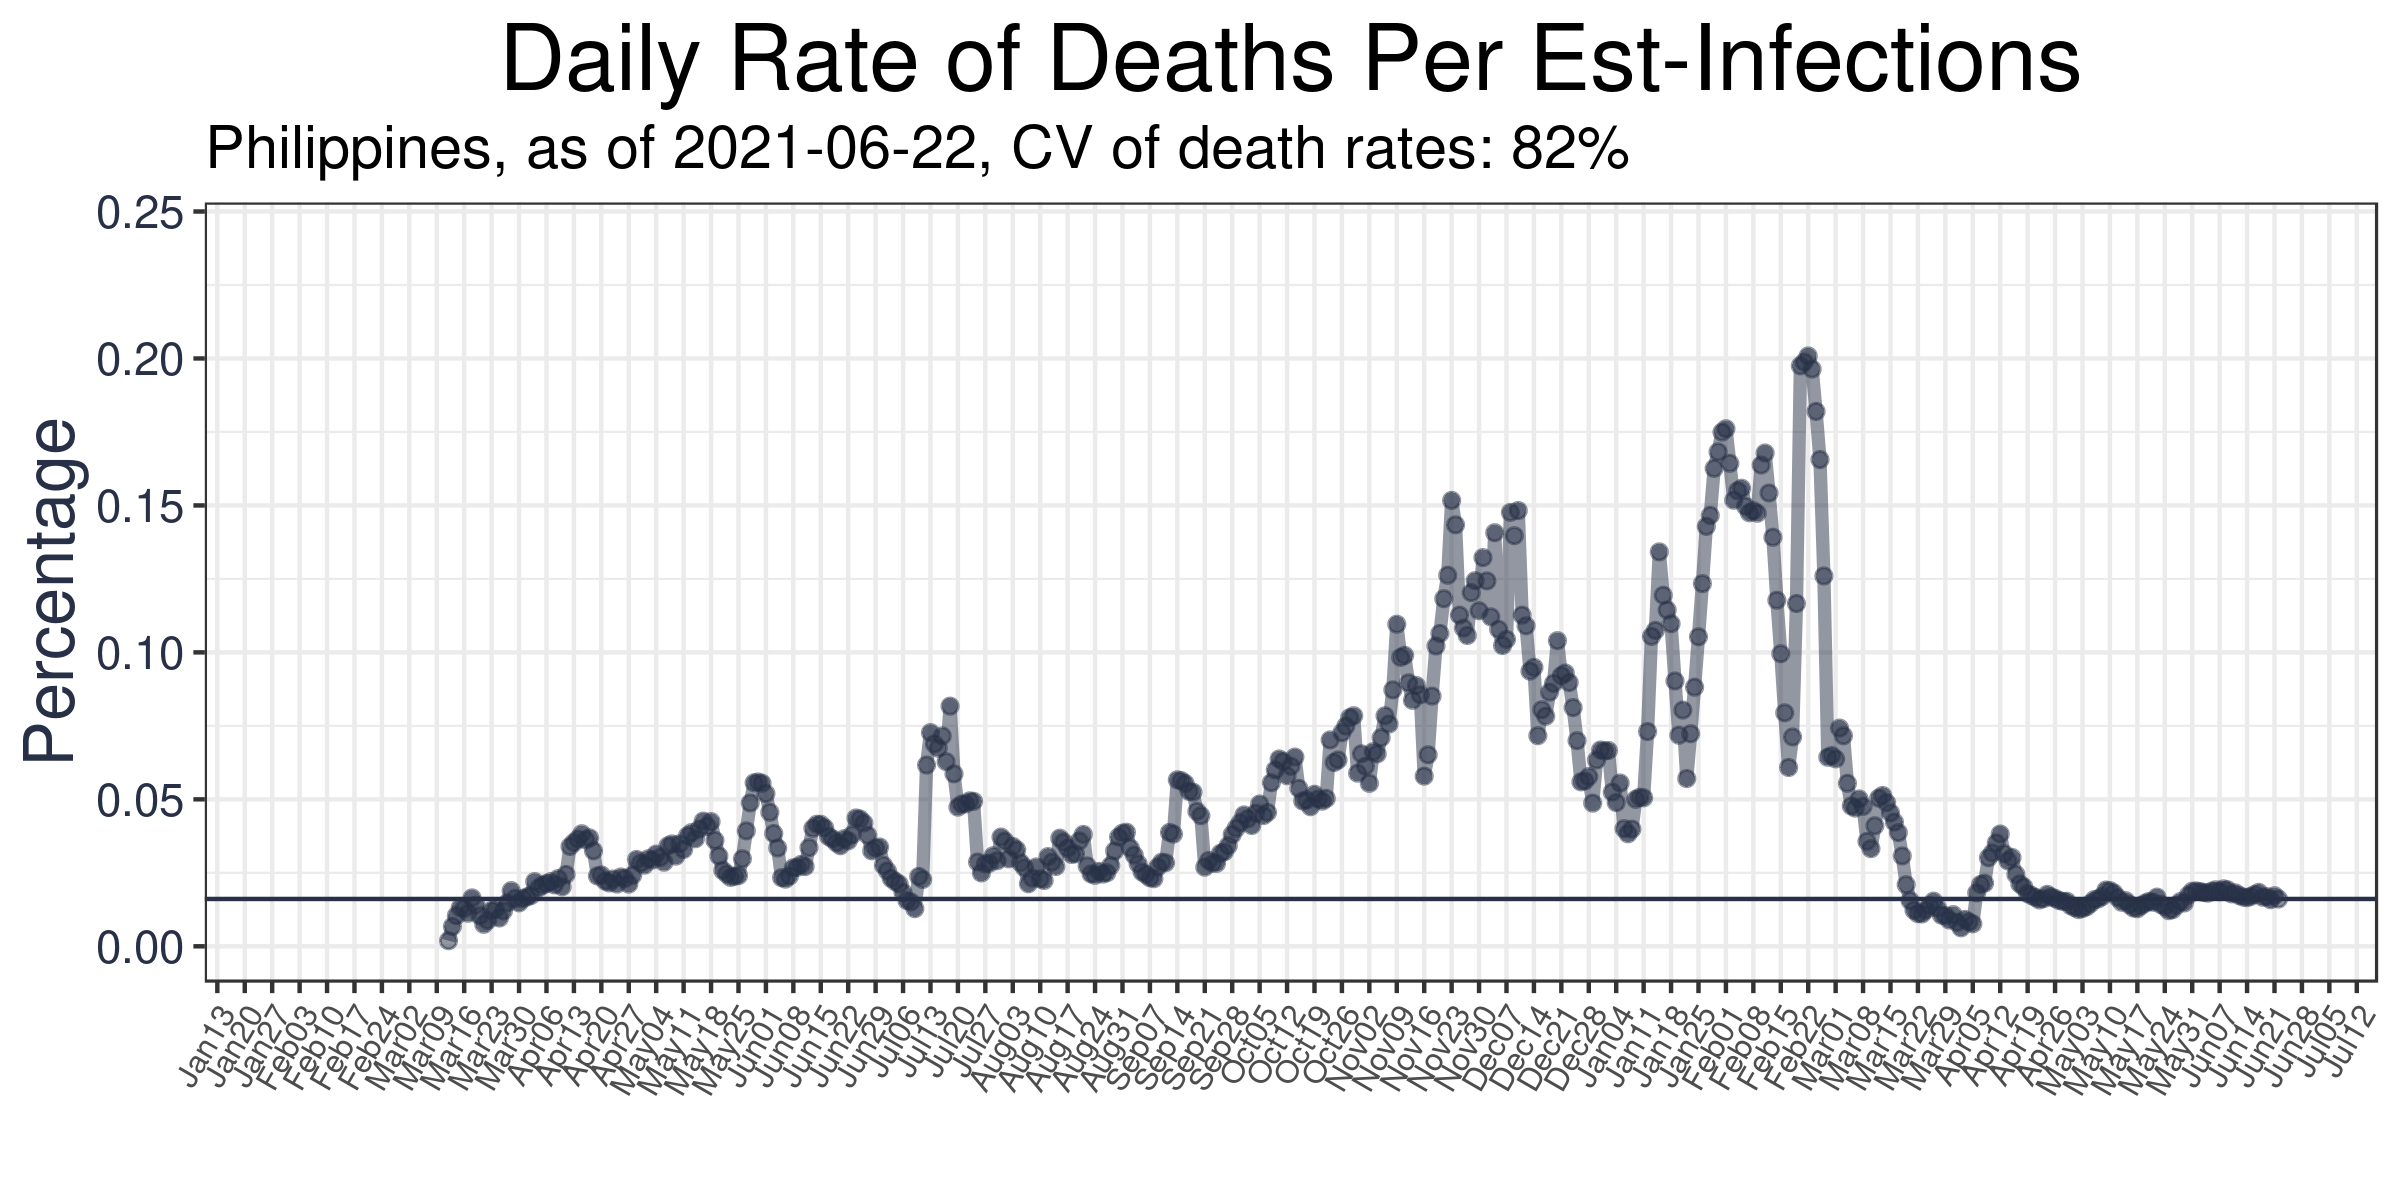 Daily Rate of Deaths Per Est-Infections
Philippines, as of 2021-06-22, CV of death rates: 82%
Percentage
0.25
0.20
0.15
0.10
0.05
0.00
Jan13
Jan20
Jan27
Feb03
Feb10
Feb17
Feb24
Mar02
Mar09
Mar16
Mar23
Mar30
Apr06
Apr13
Apr20
Apr27
May04
May11
May18
May25
Jun01
Jun08
Jun15
Jun22
Jun29
Jul06
Jul13
Jul20
Jul27
Aug03
Aug10
Aug17
Aug24
Aug31
Sep07
Sep14
Sep21
Sep28
Oct05
Oct12
Oct19
Oct26
Nov02
Nov09
Nov16
Nov23
Nov30
Dec07
Dec14
Dec21
Dec28
Jan04
Jan11
Jan18
Jan25
Feb01
Feb08
Feb15
Feb22
Mar01
Mar08
Mar15
Mar22
Mar29
Apr05
Apr12
Apr19
Apr26
May03
May10
May17
May24
May31
Jun07
Jun14
Jun21
Jun28
Jul05
Jul12